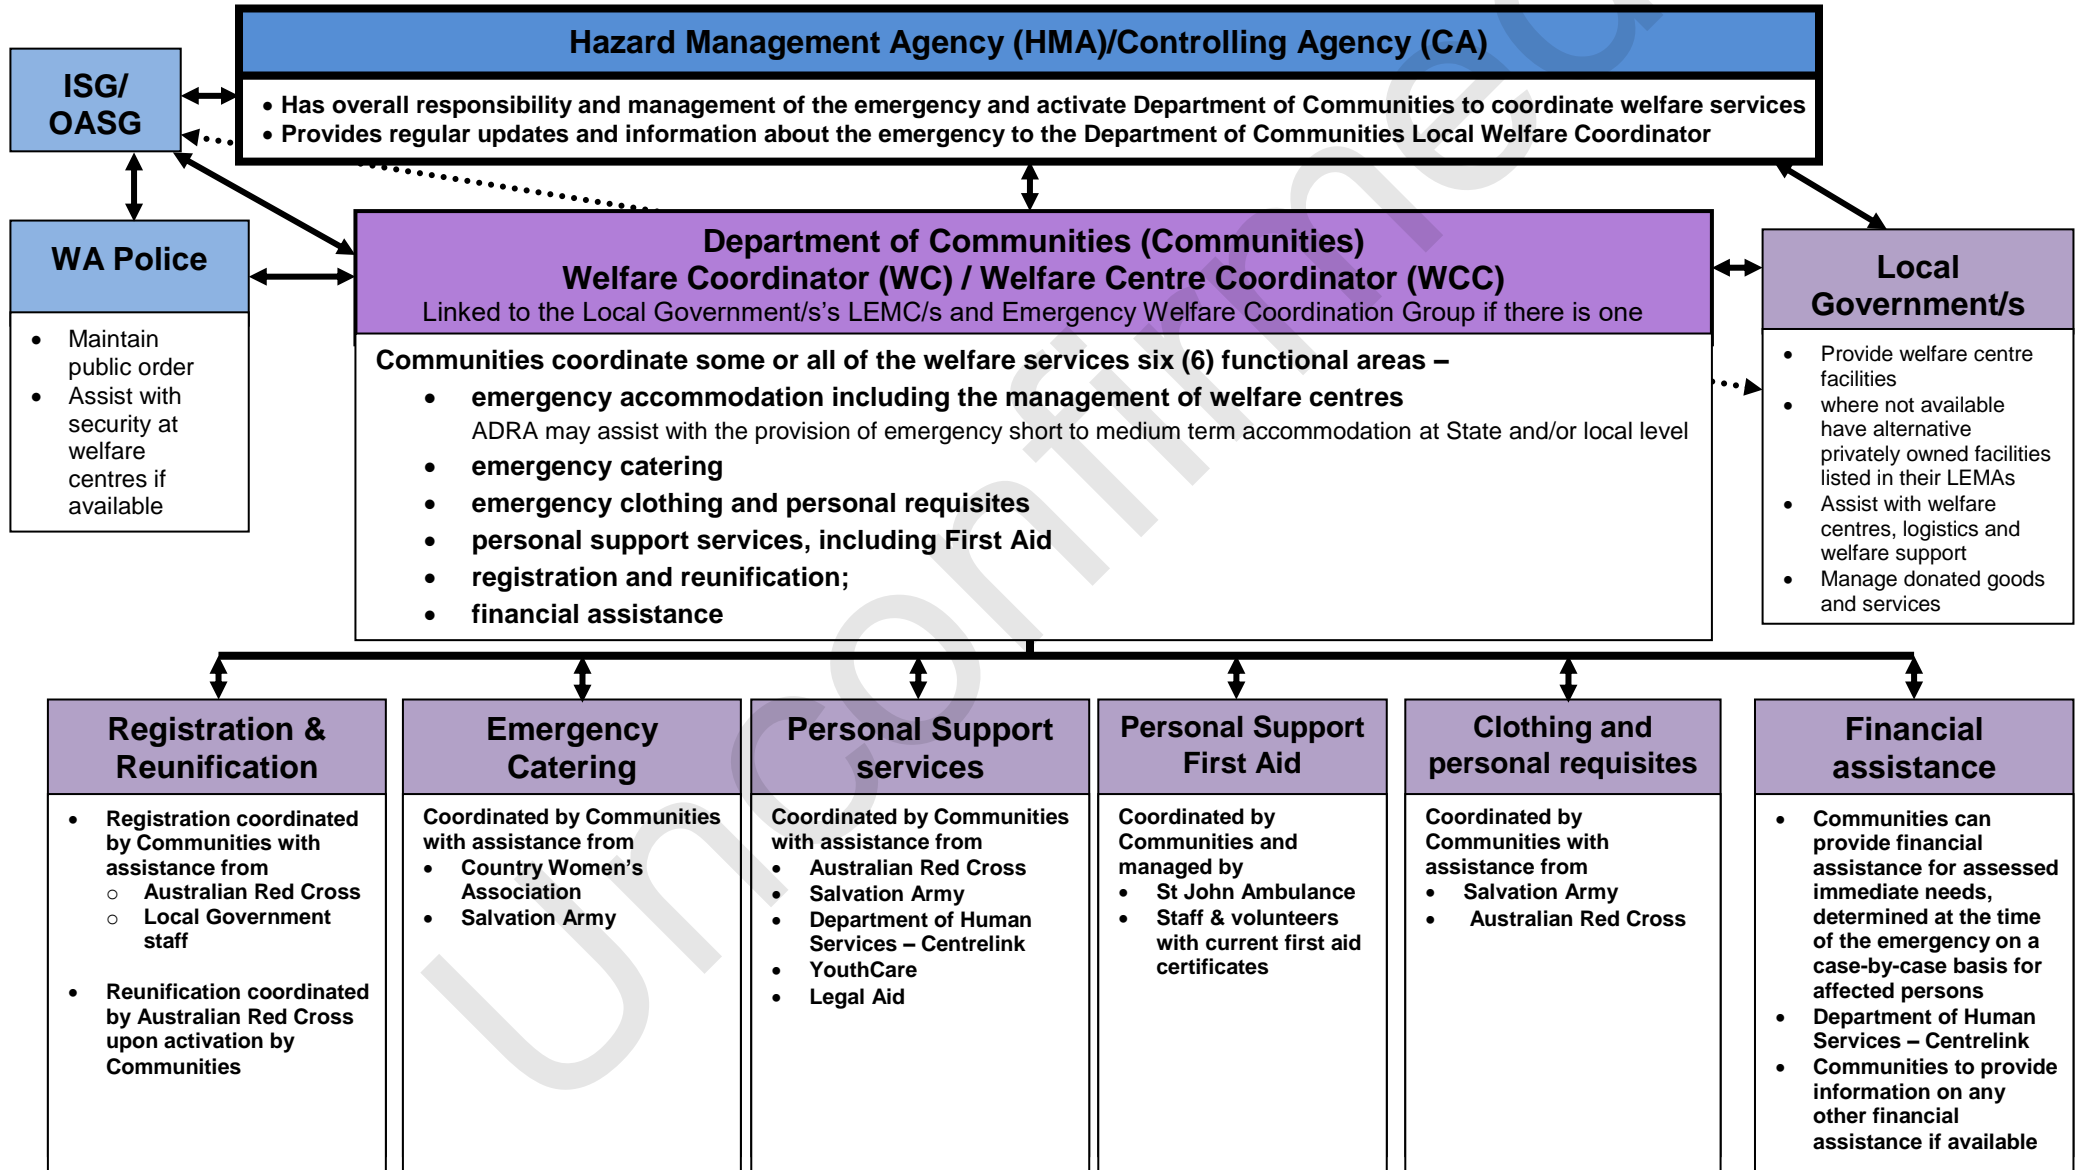 Hazard Management Agency (HMA)/Controlling Agency (CA)
• Has overall responsibility and management of the emergency and activate Department of Communities to coordinate welfare services
• Provides regular updates and information about the emergency to the Department of Communities Local Welfare Coordinator
ISG/
OASG
WA Police
• Maintain
public order
• Assist with
security at
welfare
centres if
available
Department of Communities (Communities)
Welfare Coordinator (WC) / Welfare Centre Coordinator (WCC)
Linked to the Local Government/s's LEMC/s and Emergency Welfare Coordination Group if there is one
Communities coordinate some or all of the welfare services six (6) functional areas –
• emergency accommodation including the management of welfare centres
ADRA may assist with the provision of emergency short to medium term accommodation at State and/or local level
• emergency catering
• emergency clothing and personal requisites
• personal support services, including First Aid
• registration and reunification;
• financial assistance
Local
Government/s
• Provide welfare centre
facilities
• where not available
have alternative
privately owned facilities
listed in their LEMAs
• Assist with welfare
centres, logistics and
welfare support
• Manage donated goods
and services
Registration &
Reunification
• Registration coordinated
by Communities with
assistance from
o Australian Red Cross
o Local Government
staff
• Reunification coordinated
by Australian Red Cross
upon activation by
Communities
Emergency
Catering
Coordinated by Communities
with assistance from
• Country Women’s
Association
• Salvation Army
Personal Support
services
Coordinated by Communities
with assistance from
• Australian Red Cross
• Salvation Army
• Department of Human
Services – Centrelink
• YouthCare
• Legal Aid
Personal Support
First Aid
Coordinated by
Communities and
managed by
• St John Ambulance
• Staff & volunteers
with current first aid
certificates
Clothing and
personal requisites
Coordinated by
Communities with
assistance from
• Salvation Army
• Australian Red Cross
Financial
assistance
• Communities can
provide financial
assistance for assessed
immediate needs,
determined at the time
of the emergency on a
case-by-case basis for
affected persons
• Department of Human
Services – Centrelink
• Communities to provide
information on any
other financial
assistance if available
Unconfirmed